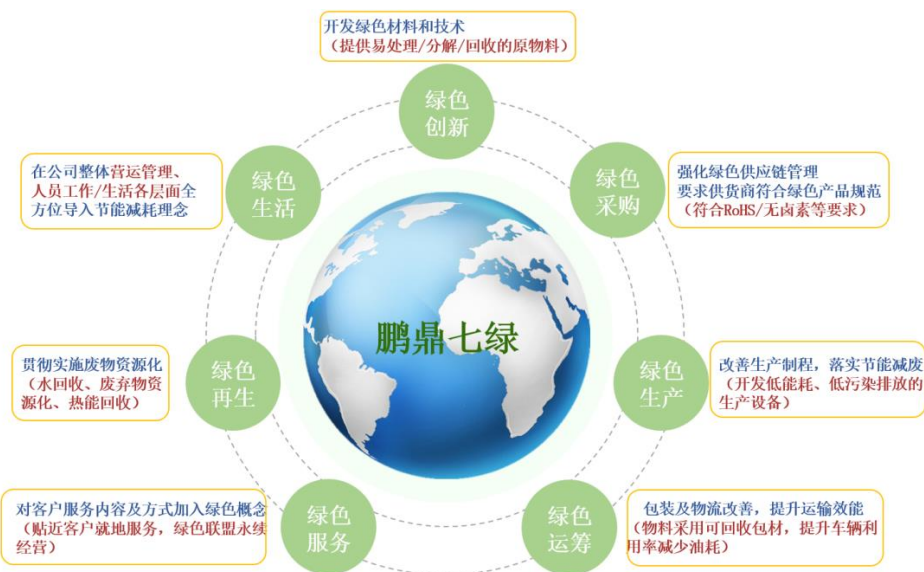 开发绿色材料和技术
(提供易处理/分解/回收的原物料)
绿色
创新
在公司整体营运管理、
人员工作/生活各层面全
方位导入节能减耗理念
绿色
生活
绿色
采购
强化绿色供应链管理
要求供货商符合绿色产品规范
(符合RoHS/无卤素等要求)
鹏鼎七绿
贯彻实施废物资源化
(水回收、废弃物资
源化、热能回收)
绿色
再生
绿色
生产
改善生产制程，落实节能减废
(开发低能耗、低污染排放的
生产设备)
对客户服务内容及方式加入绿色概念
(贴近客户就地服务，绿色联盟永续
经营)
绿色
服务
绿色
运筹
包装及物流改善，提升运输效能
(物料采用可回收包材，提升车辆利
用率减少油耗)